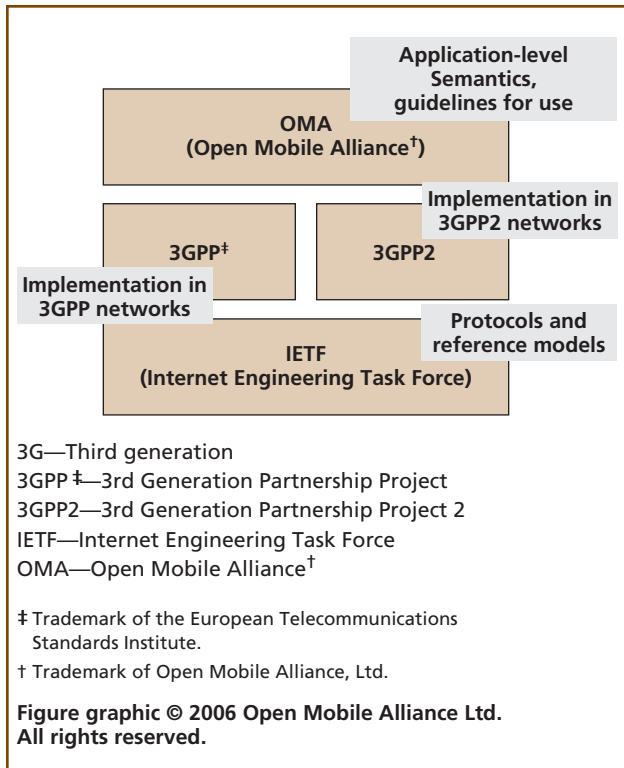 Application-level
Semantics,
guidelines for use
OMA
(Open Mobile Alliance†)
Implementation in
3GPP2 networks
3GPP‡
3GPP2
Implementation in
3GPP networks
Protocols and
reference models
IETF
(Internet Engineering Task Force)
3G—Third generation
3GPP‡—3rd Generation Partnership Project
3GPP2—3rd Generation Partnership Project 2
IETF—Internet Engineering Task Force
OMA—Open Mobile Alliance†
‡ Trademark of the European Telecommunications
Standards Institute.
† Trademark of Open Mobile Alliance, Ltd.
Figure graphic © 2006 Open Mobile Alliance Ltd.
All rights reserved.